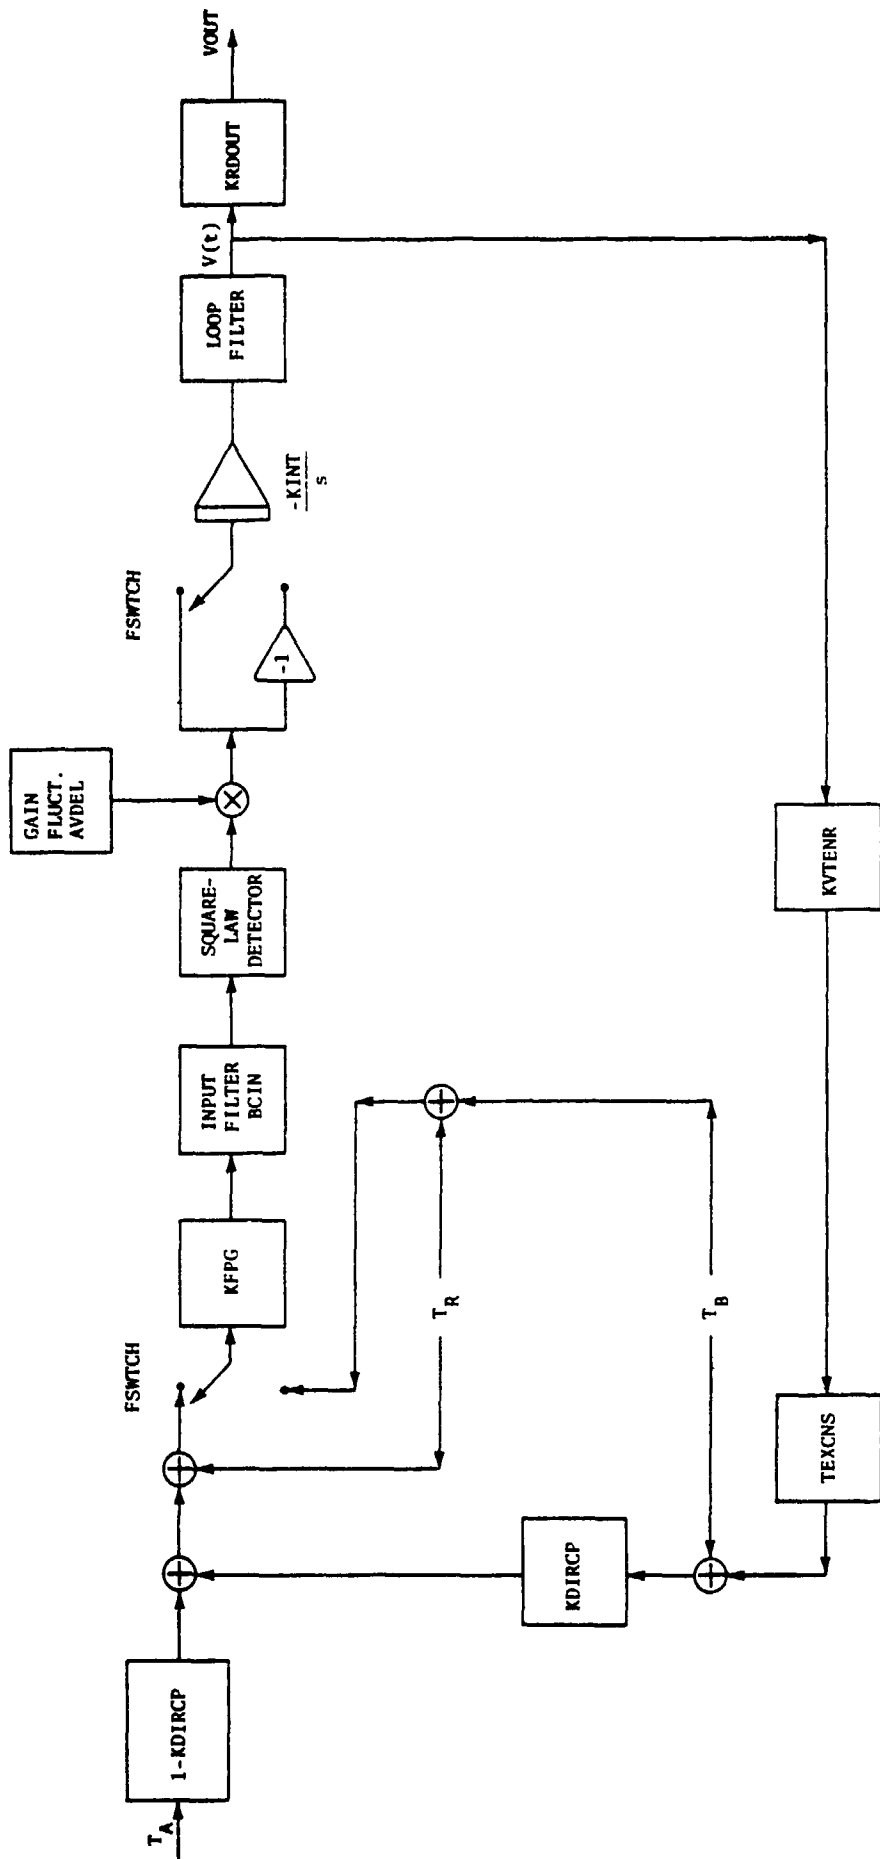 T_A
1-KDIRCP
FSWTCH
KFPG
INPUT
FILTER
BCIN
SQUARE-
LAW
DETECTOR
GAIN
FLUCT.
AVDEL
FSWTCH
-1
-KINT
s
LOOP
FILTER
V(t)
KRDOUT
VOUT
T_R
KDIRCP
T_B
TEXCNS
KVTENR